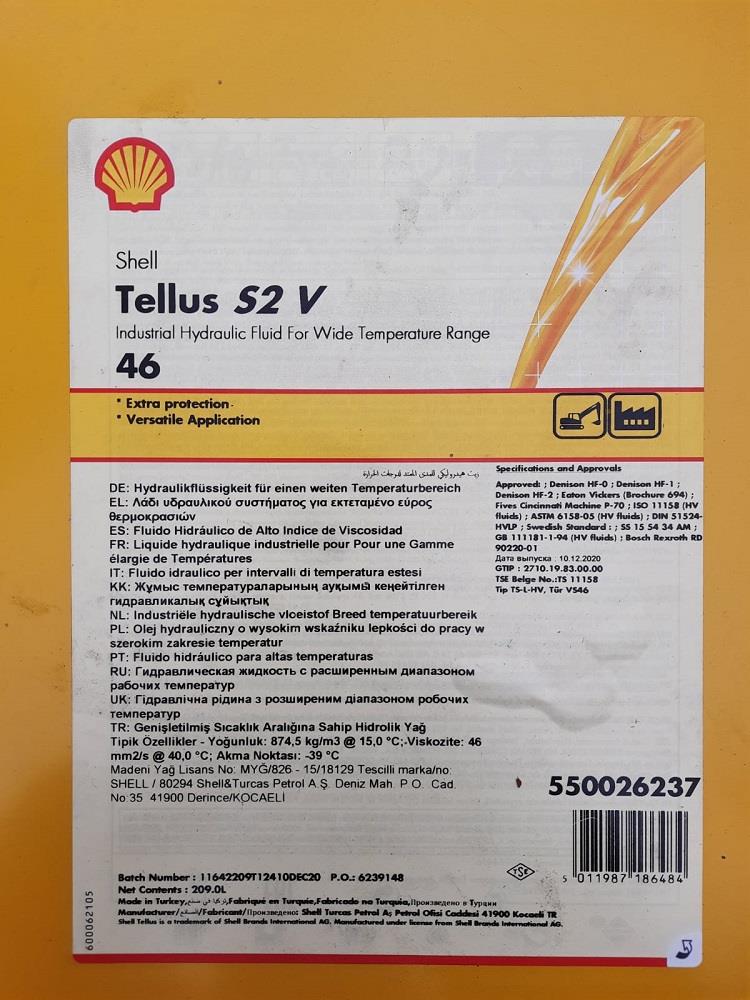 Shell
Tellus S2 V
Industrial Hydraulic Fluid For Wide Temperature Range
46
* Extra protection
* Versatile Application
زيت هيدروليكي للمدى الممتد لدرجات الحرارة
DE: Hydraulikflüssigkeit für einen weiten Temperaturbereich
EL: Λάδι υδραυλικού συστήματος για εκτεταμένο εύρος
θερμοκρασιών
ES: Fluido Hidráulico de Alto Indice de Viscosidad
FR: Liquide hydraulique industrielle pour Pour une Gamme
élargie de Températures
IT: Fluido idraulico per intervalli di temperatura estesi
KK: Жұмыс температураларының ауқымы кеңейтілген
гидравликалық сұйықтық
NL: Industriële hydraulische vloeistof Breed temperatuurbereik
PL: Olej hydrauliczny o wysokim wskaźniku lepkości do pracy w
szerokim zakresie temperatur
PT: Fluido hidráulico para altas temperaturas
RU: Гидравлическая жидкость с расширенным диапазоном
рабочих температур
UK: Гідравлічна рідина з розширеним діапазоном робочих
температур
TR: Genişletilmiş Sıcaklık Aralığına Sahip Hidrolik Yağ
Tipik Özellikler - Yoğunluk: 874,5 kg/m3 @ 15,0 °C;-Viskozite: 46
mm2/s @ 40,0 °C; Akma Noktası: -39 °C
Madeni Yağ Lisans No: MYĞ/826 - 15/18129 Tescilli marka/no:
SHELL / 80294 Shell&Turcas Petrol A.Ş. Deniz Mah. P.O. Cad.
No:35 41900 Derince/KOCAELİ
Specifications and Approvals
Approved: ; Denison HF-0 ; Denison HF-1 ;
Denison HF-2 ; Eaton Vickers (Brochure 694) ;
Fives Cincinnati Machine P-70 ; ISO 11158 (HV
fluids) ; ASTM 6158-05 (HV fluids) ; DIN 51524-
HVLP ; Swedish Standard : ; SS 15 54 34 AM ;
GB 111181-1-94 (HV fluids) ; Bosch Rexroth RD
90220-01
Дата выпуска : 10.12.2020
GTIP : 2710.19.83.00.00
TSE Belge No.:TS 11158
Tip TS-L-HV, Tür VS46
550026237
5 011987 186484
TSE
Batch Number : 11642209T12410DEC20 P.O.: 6239148
Net Contents : 209.0L
Made in Turkey,تركيا في صنع,Fabriqué en Turquie,Fabricado na Turquia,Произведено в Турции
Manufacturer/الصانع/Fabricant/Произведено: Shell Turcas Petrol A; Petrol Ofisi Caddesi 41900 Kocaeli TR
Shell Tellus is a trademark of Shell Brands International AG. Manufactured under license from Shell Brands International AG.
600062105